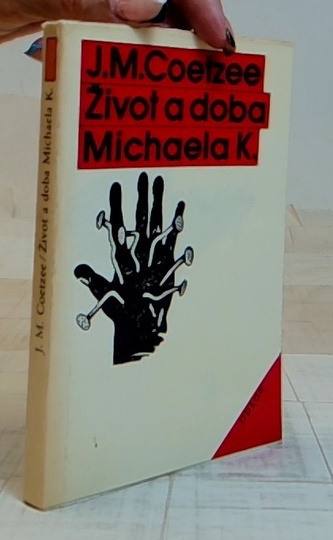 J.M.Coetzee
Život a doba
Michaela K.
J. M. Coetzee/Život a doba Michaela K.